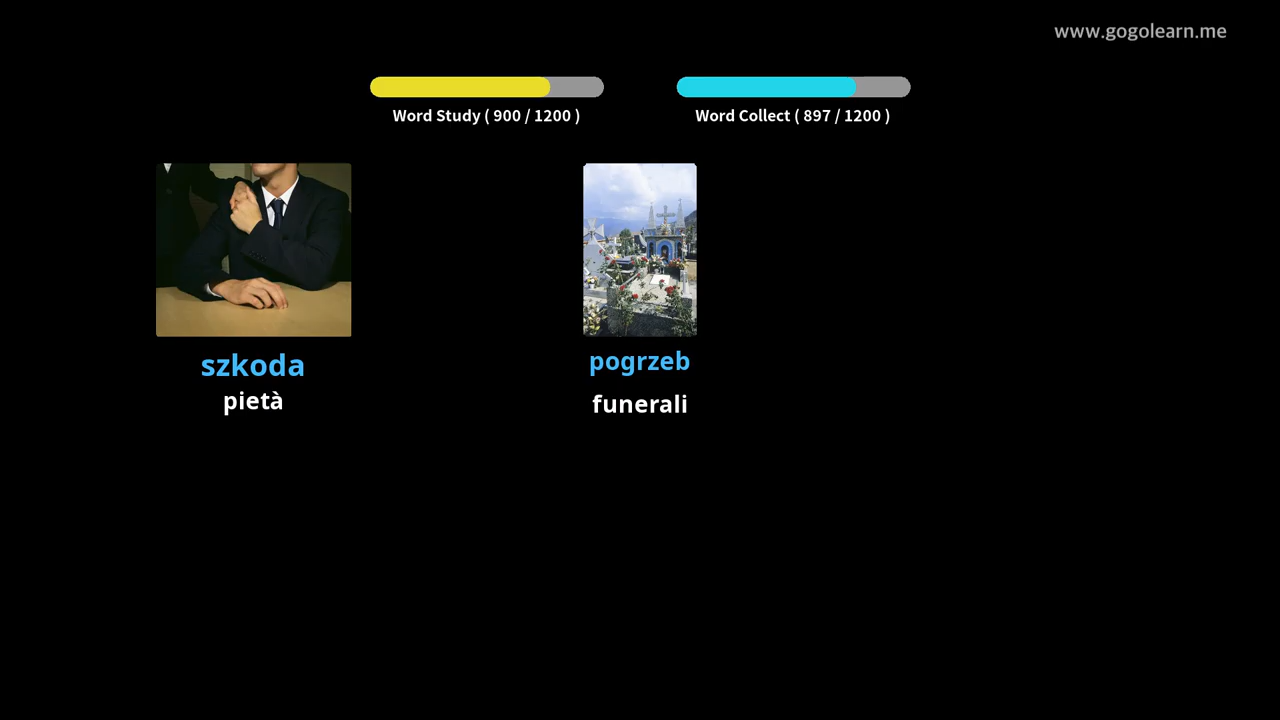 www.gogolearn.me
Word Study ( 900 / 1200 )
Word Collect ( 897 / 1200 )
szkoda
pietà
pogrzeb
funerali